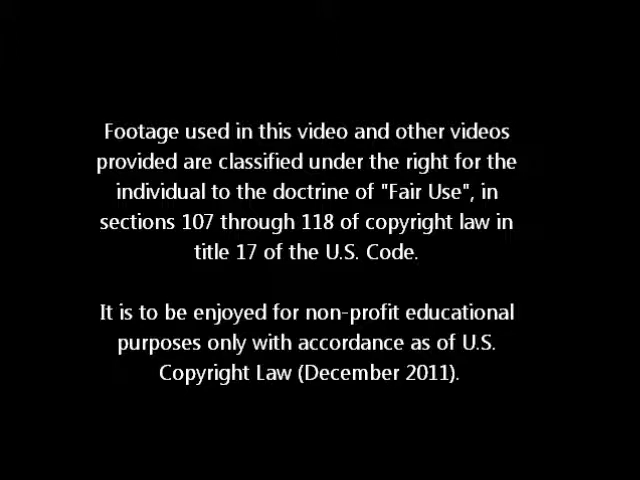 Footage used in this video and other videos
provided are classified under the right for the
individual to the doctrine of "Fair Use", in
sections 107 through 118 of copyright law in
title 17 of the U.S. Code.
It is to be enjoyed for non-profit educational
purposes only with accordance as of U.S.
Copyright Law (December 2011).